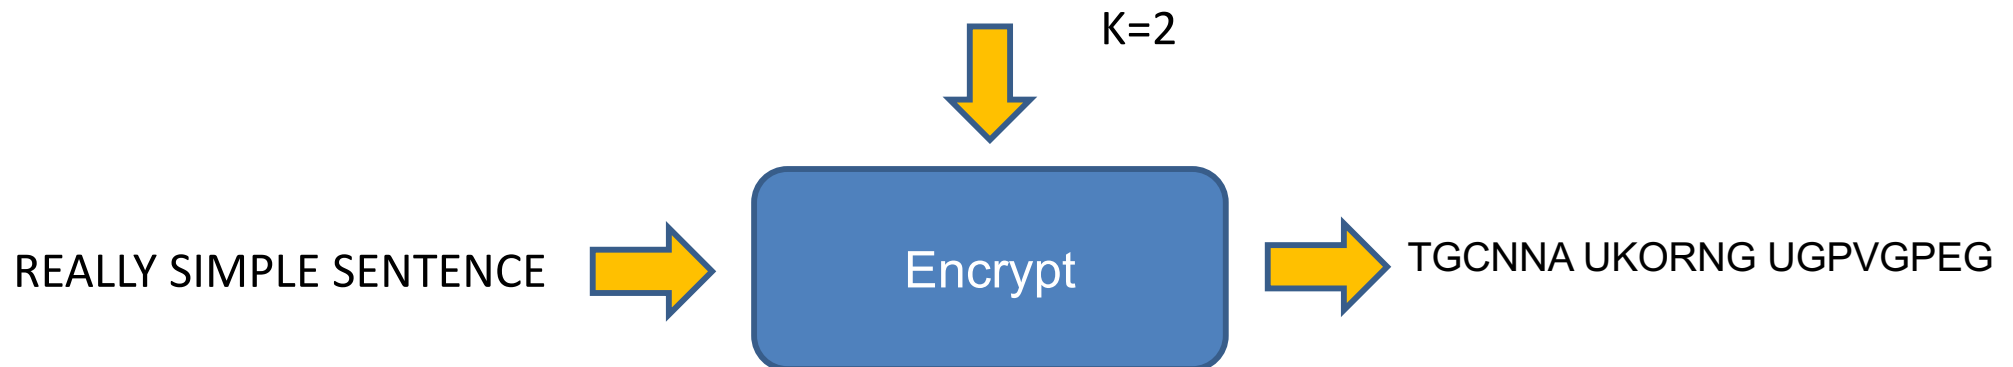 K=2
REALLY SIMPLE SENTENCE
Encrypt
TGCNNA UKORNG UGPVGPEG